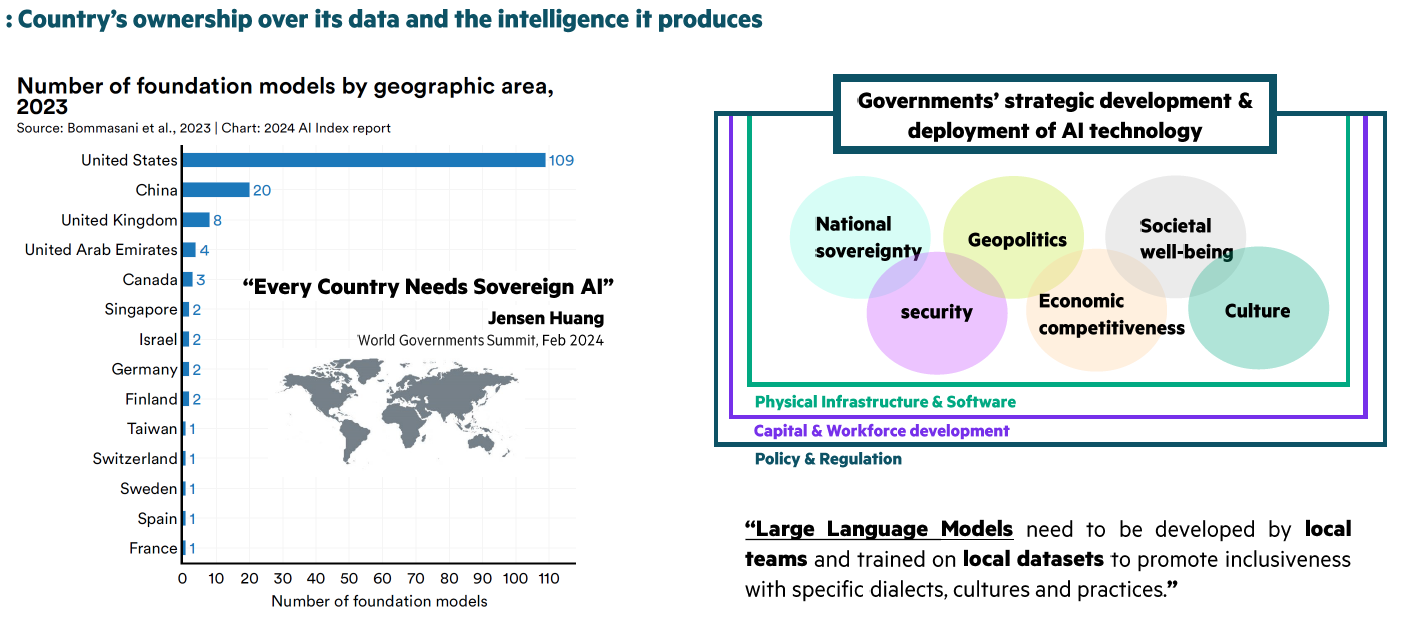 : Country’s ownership over its data and the intelligence it produces
Number of foundation models by geographic area,
2023
Source: Bommasani et al., 2023 | Chart: 2024 AI Index report
United States 109
China 20
United Kingdom 8
United Arab Emirates 4
Canada 3
Singapore 2
Israel 2
Germany 2
Finland 2
Taiwan 1
Switzerland 1
Sweden 1
Spain 1
France 1
0 10 20 30 40 50 60 70 80 90 100 110
Number of foundation models
“Every Country Needs Sovereign AI”
Jensen Huang
World Governments Summit, Feb 2024
Governments’ strategic development &
deployment of AI technology
National
sovereignty
Geopolitics
Societal
well-being
security
Economic
competitiveness
Culture
Physical Infrastructure & Software
Capital & Workforce development
Policy & Regulation
“Large Language Models need to be developed by local
teams and trained on local datasets to promote inclusiveness
with specific dialects, cultures and practices.”